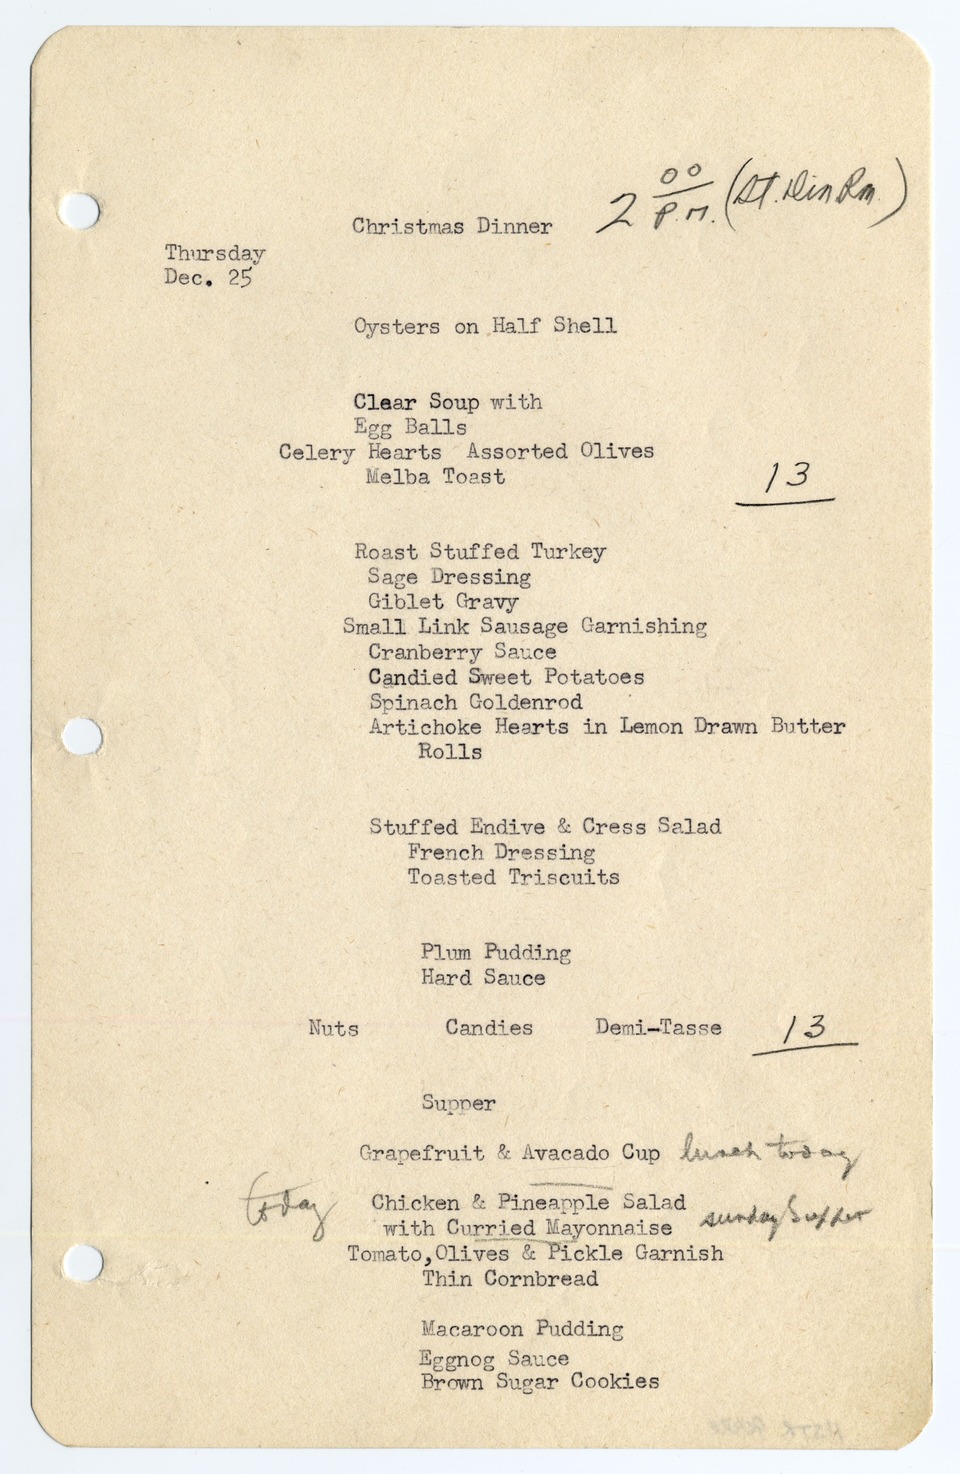 2 00/P.M. (St. Din Rm.)
Christmas Dinner
Thursday
Dec. 25
Oysters on Half Shell
Clear Soup with
Egg Balls
Celery Hearts Assorted Olives
Melba Toast
13
Roast Stuffed Turkey
Sage Dressing
Giblet Gravy
Small Link Sausage Garnishing
Cranberry Sauce
Candied Sweet Potatoes
Spinach Goldenrod
Artichoke Hearts in Lemon Drawn Butter
Rolls
Stuffed Endive & Cress Salad
French Dressing
Toasted Triscuits
Plum Pudding
Hard Sauce
Nuts Candies Demi-Tasse 13
Supper
Grapefruit & Avacado Cup lunch today
today Chicken & Pineapple Salad
with Curried Mayonnaise sunday Supper
Tomato,Olives & Pickle Garnish
Thin Cornbread
Macaroon Pudding
Eggnog Sauce
Brown Sugar Cookies